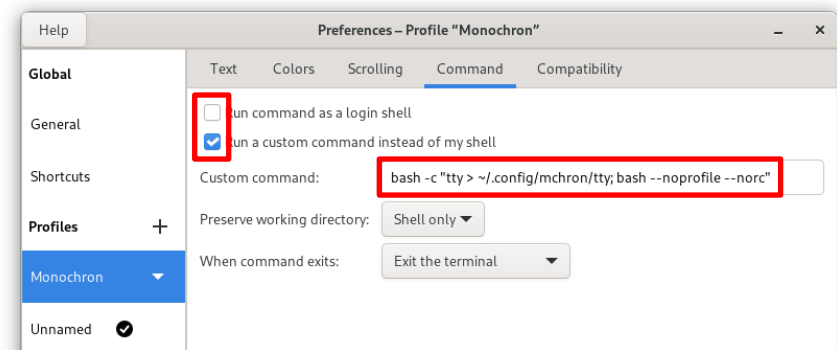 Help
Preferences – Profile “Monochron”
Global
General
Shortcuts
Profiles
Monochron
Unnamed
Text Colors Scrolling Command Compatibility
Run command as a login shell
Run a custom command instead of my shell
Custom command: bash -c "tty > ~/.config/mchron/tty; bash --noprofile --norc"
Preserve working directory: Shell only
When command exits: Exit the terminal